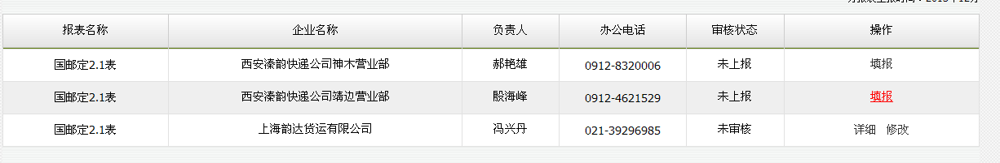 报表名称 企业名称 负责人 办公电话 审核状态 操作
国邮定2.1表 西安溱韵快递公司神木营业部 郝艳雄 0912-8320006 未上报 填报
国邮定2.1表 西安溱韵快递公司靖边营业部 殷海峰 0912-4621529 未上报 填报
国邮定2.1表 上海韵达货运有限公司 冯兴丹 021-39296985 未审核 详细 修改